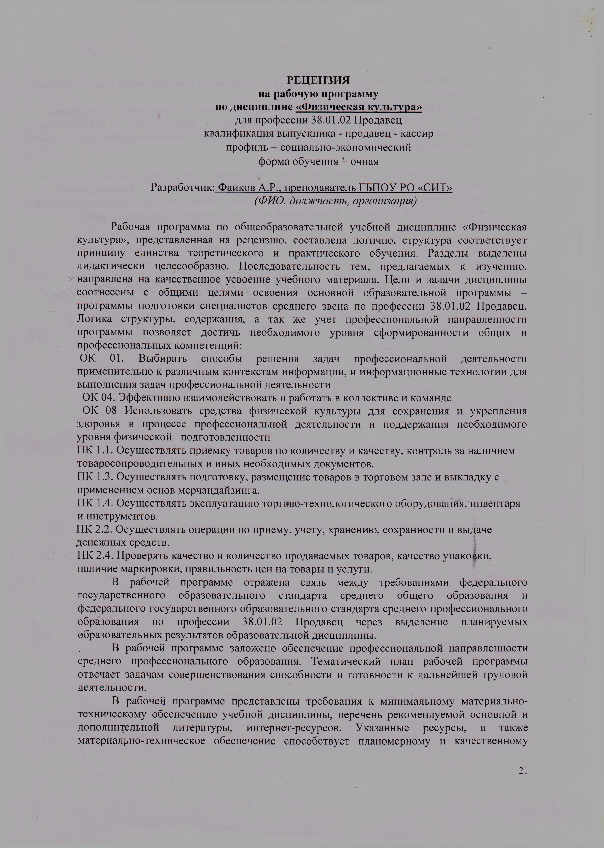 РЕЦЕНЗИЯ
на рабочую программу
по дисциплине «Физическая культура»
для профессии 38.01.02 Продавец
квалификация выпускника - продавец - кассир
профиль – социально-экономический
форма обучения - очная
Разработчик: Фаиков А.Р., преподаватель ГБПОУ РО «СИТ»
(ФИО, должность, организация)
Рабочая программа по общеобразовательной учебной дисциплине «Физическая
культура», представленная на рецензию, составлена логично, структура соответствует
принципу единства теоретического и практического обучения. Разделы выделены
дидактически целесообразно. Последовательность тем, предлагаемых к изучению,
направлена на качественное усвоение учебного материала. Цели и задачи дисциплины
соотнесены с общими целями освоения основной образовательной программы –
программы подготовки специалистов среднего звена по профессии 38.01.02 Продавец.
Логика структуры, содержания, а так же учет профессиональной направленности
программы позволяет достичь необходимого уровня сформированности общих и
профессиональных компетенций:
ОК 01. Выбирать способы решения задач профессиональной деятельности
применительно к различным контекстам информации, и информационные технологии для
выполнения задач профессиональной деятельности
ОК 04. Эффективно взаимодействовать и работать в коллективе и команде
ОК 08 Использовать средства физической культуры для сохранения и укрепления
здоровья в процессе профессиональной деятельности и поддержания необходимого
уровня физической подготовленности
ПК 1.1. Осуществлять приемку товаров по количеству и качеству, контроль за наличием
товаросопроводительных и иных необходимых документов.
ПК 1.3. Осуществлять подготовку, размещение товаров в торговом зале и выкладку с
применением основ мерчандайзинга.
ПК 1.4. Осуществлять эксплуатацию торгово-технологического оборудования, инвентаря
и инструментов.
ПК 2.2. Осуществлять операции по приему, учету, хранению, сохранности и выдаче
денежных средств.
ПК 2.4. Проверять качество и количество продаваемых товаров, качество упаковки,
наличие маркировки, правильность цен на товары и услуги.
В рабочей программе отражена связь между требованиями федерального
государственного образовательного стандарта среднего общего образования и
федерального государственного образовательного стандарта среднего профессионального
образования по профессии 38.01.02 Продавец через выделение планируемых
образовательных результатов образовательной дисциплины.
В рабочей программе заложено обеспечение профессиональной направленности
среднего профессионального образования. Тематический план рабочей программы
отвечает задачам совершенствования способности и готовности к дальнейшей трудовой
деятельности.
В рабочей программе представлены требования к минимальному материально-
техническому обеспечению учебной дисциплины, перечень рекомендуемой основной и
дополнительной литературы, интернет-ресурсов. Указанные ресурсы, а также
материально-техническое обеспечение способствует планомерному и качественному
21